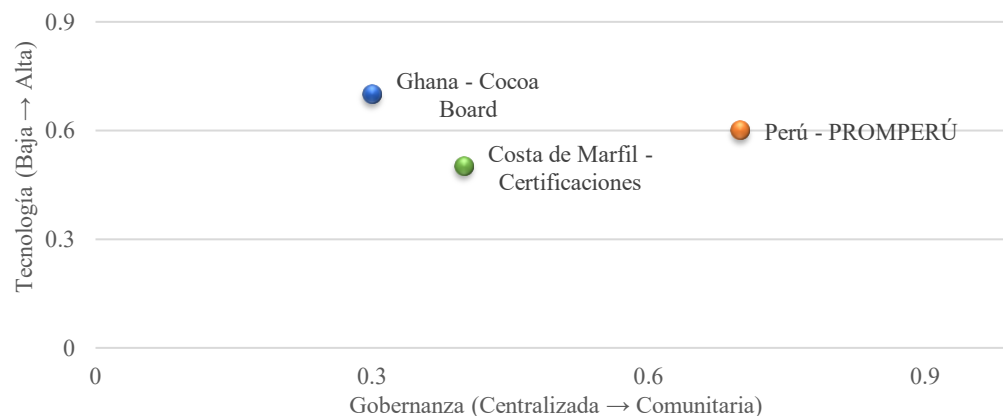 0.9
Ghana - Cocoa
Board
0.6
Perú - PROMPERÚ
Costa de Marfil -
Certificaciones
0.3
0
Tecnología (Baja → Alta)
0
0.3
0.6
0.9
Gobernanza (Centralizada → Comunitaria)